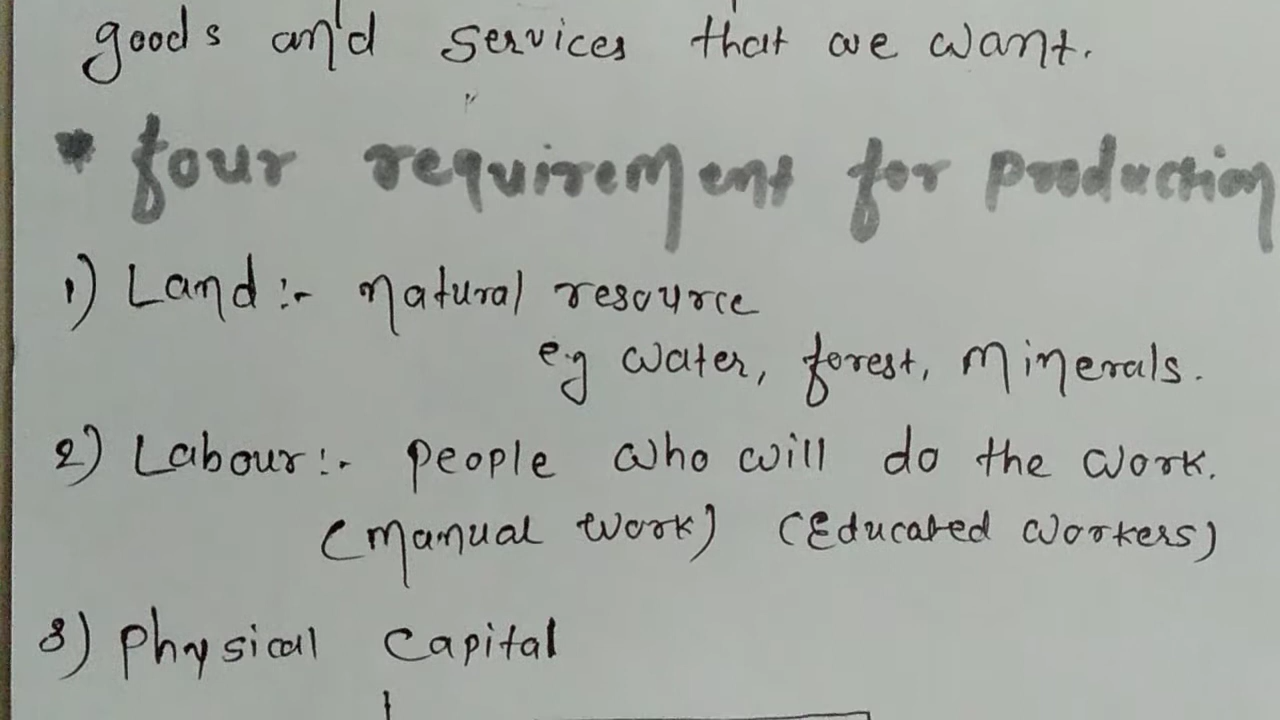 goods and services that we want.
* four requirement for production
1) Land :- natural resource
e.g water, forest, Minerals.
2) Labour :- people who will do the work.
(manual work) (Educated workers)
3) Physical Capital